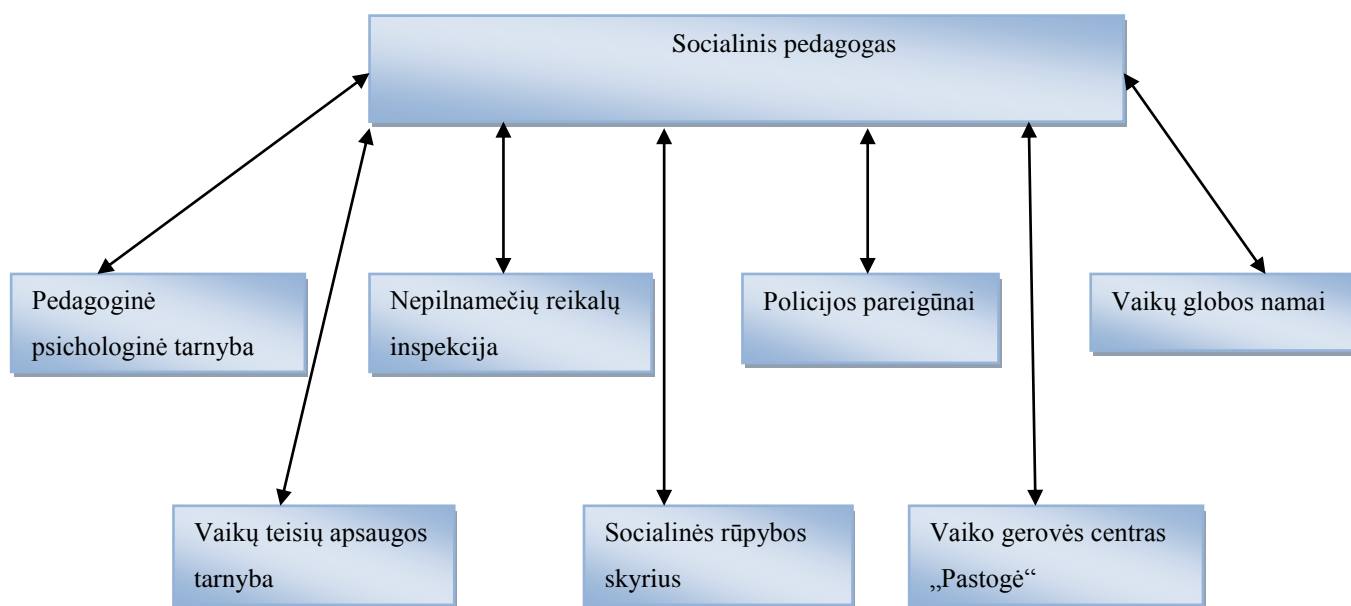 Socialinis pedagogas
Pedagoginė
psichologinė tarnyba
Nepilnamečių reikalų
inspekcija
Policijos pareigūnai
Vaikų globos namai
Vaikų teisių apsaugos
tarnyba
Socialinės rūpybos
skyrius
Vaiko gerovės centras
„Pastogė“